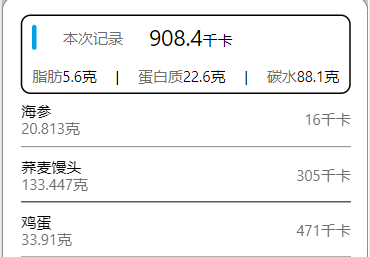 本次记录 908.4千卡
脂肪5.6克 | 蛋白质22.6克 | 碳水88.1克
海参
20.813克 16千卡
荞麦馒头
133.447克 305千卡
鸡蛋
33.91克 471千卡